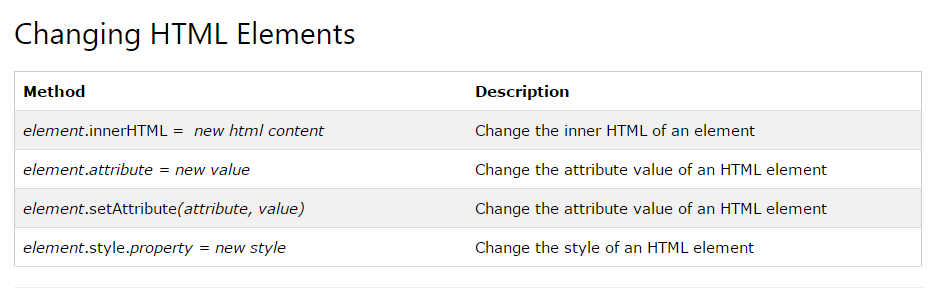 Changing HTML Elements
Method Description
element.innerHTML =  new html content Change the inner HTML of an element
element.attribute = new value Change the attribute value of an HTML element
element.setAttribute(attribute, value) Change the attribute value of an HTML element
element.style.property = new style Change the style of an HTML element